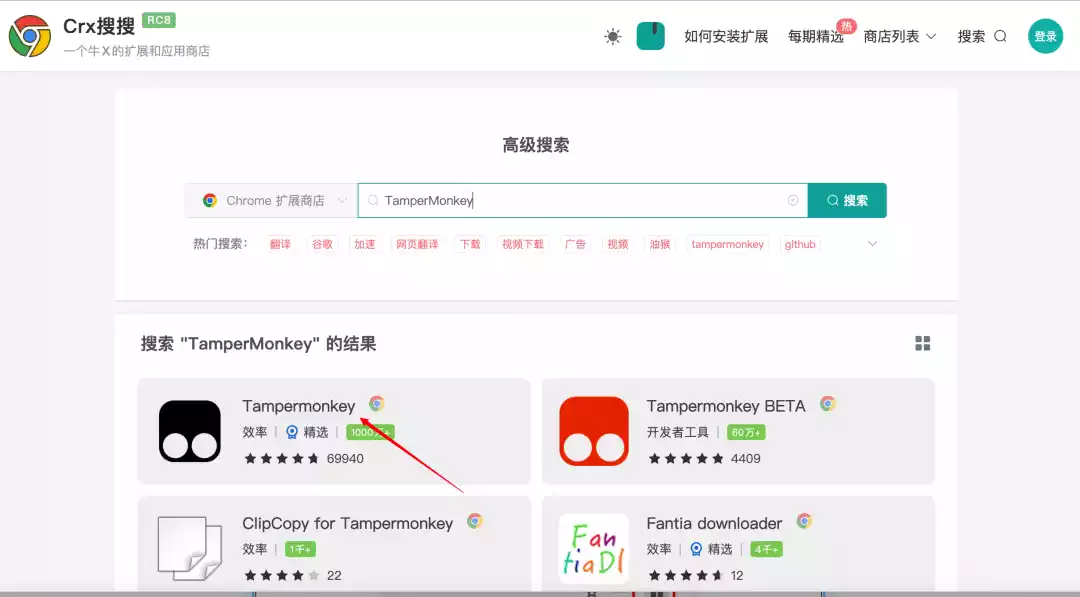 Crx搜搜 RC8
一个牛X的扩展和应用商店
如何安装扩展 每期精选 热 商店列表 搜索 登录
高级搜索
Chrome 扩展商店 TamperMonkey 搜索
热门搜索: 翻译 谷歌 加速 网页翻译 下载 视频下载 广告 视频 油猴 tampermonkey github
搜索 "TamperMonkey" 的结果
Tampermonkey
效率 精选 1000万+
69940
Tampermonkey BETA
开发者工具 60万+
4409
ClipCopy for Tampermonkey
效率 1千+
22
Fantia downloader
效率 精选 4千+
12
Fan
tiaDl